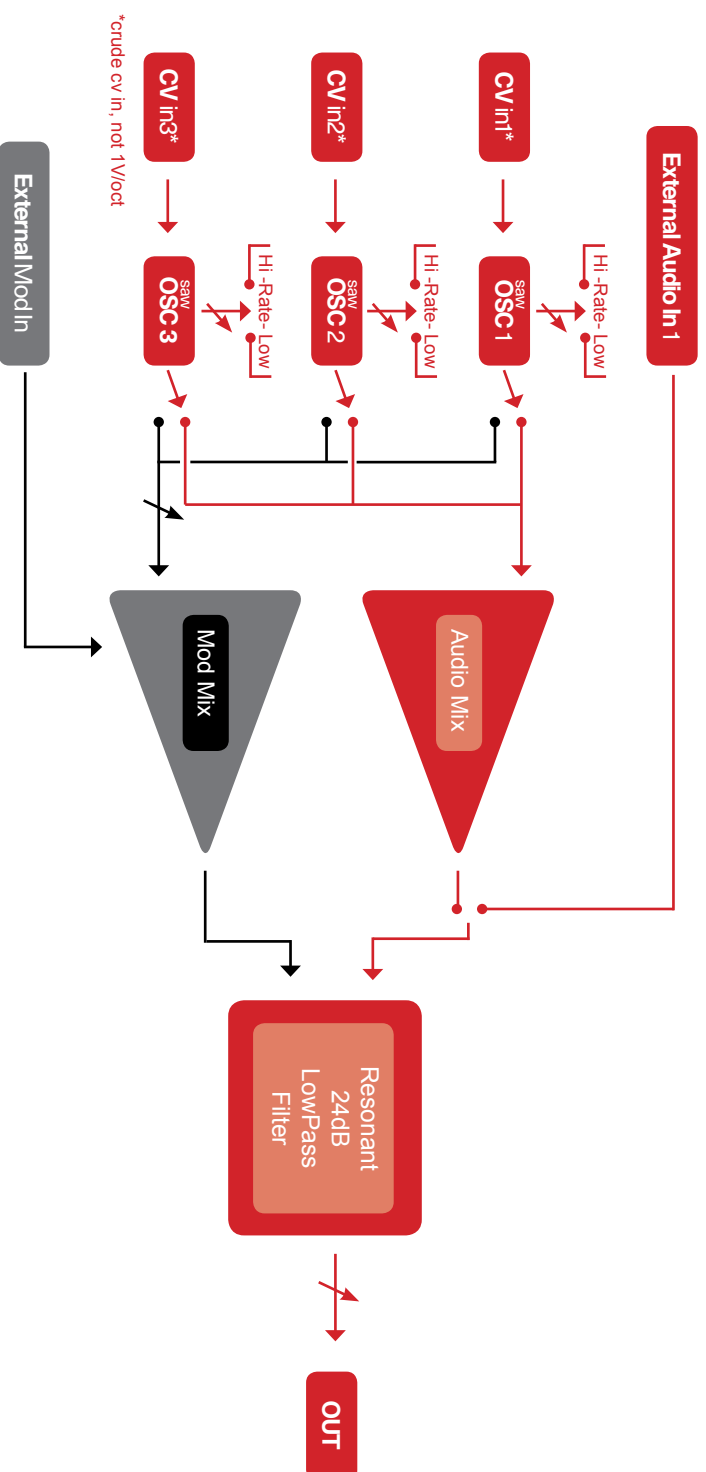 External Audio In 1
CV in1*
Hi -Rate- Low
saw
OSC 1
CV in2*
Hi -Rate- Low
saw
OSC 2
CV in3*
Hi -Rate- Low
saw
OSC 3
*crude cv in, not 1V/oct
External Mod In
Audio Mix
Mod Mix
Resonant
24dB
LowPass
Filter
OUT